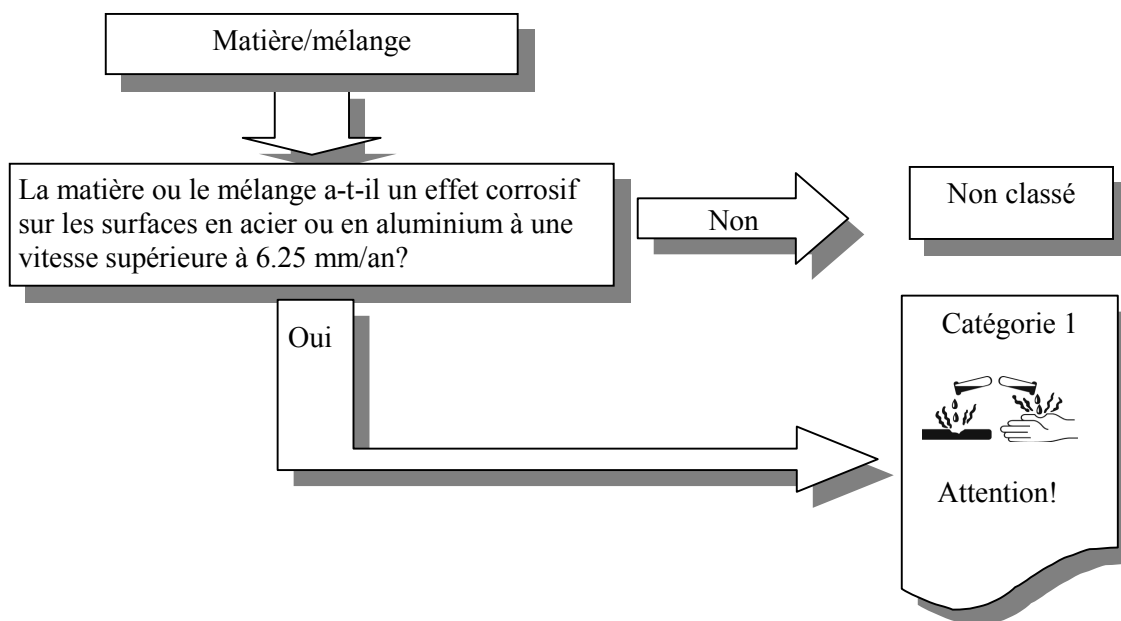 Matière/mélange
La matière ou le mélange a-t-il un effet corrosif
sur les surfaces en acier ou en aluminium à une
vitesse supérieure à 6.25 mm/an?
Non
Non classé
Oui
Catégorie 1
Attention!